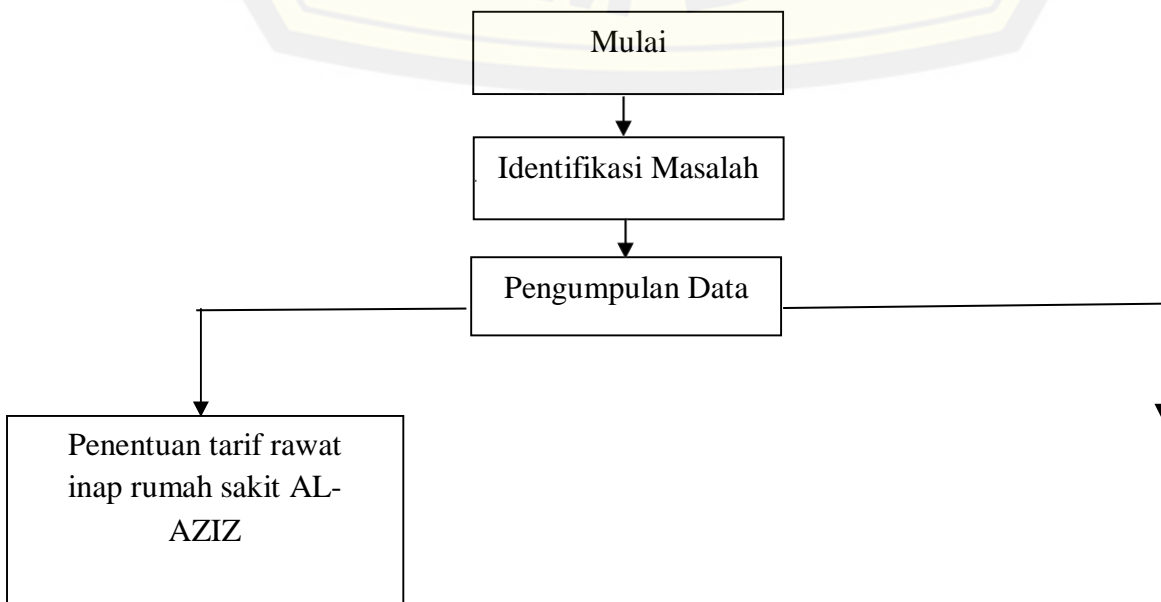 Mulai
Identifikasi Masalah
Pengumpulan Data
Penentuan tarif rawat
inap rumah sakit AL-
AZIZ